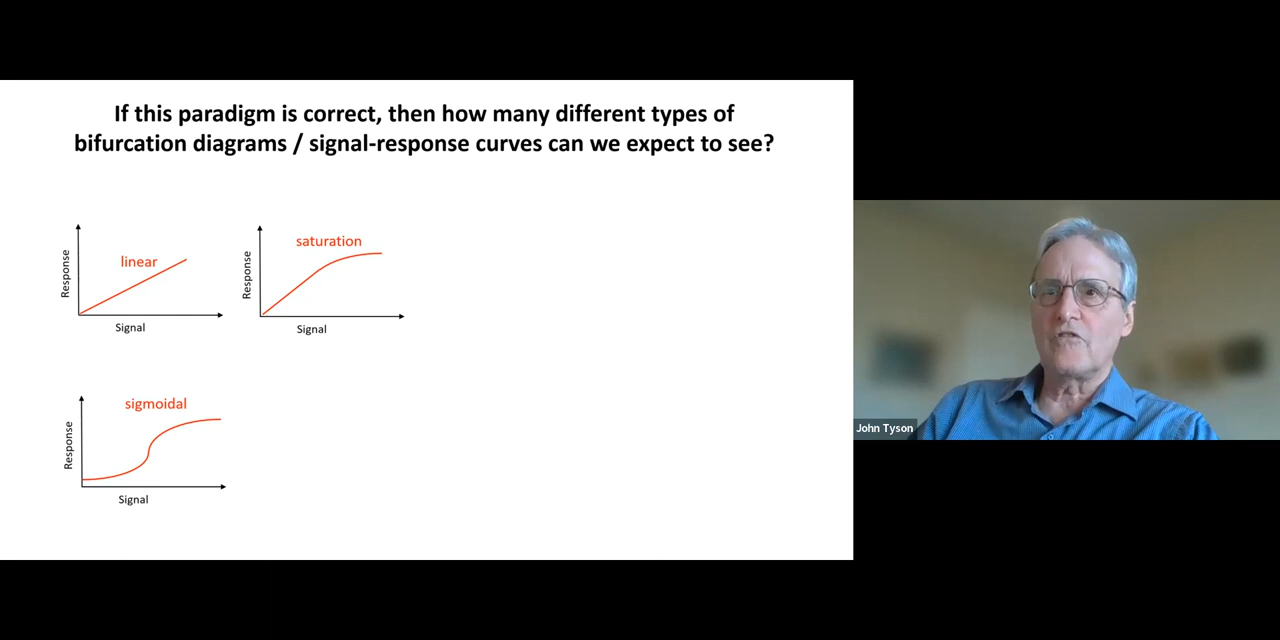 If this paradigm is correct, then how many different types of
bifurcation diagrams / signal-response curves can we expect to see?
Response
linear
Signal
Response
saturation
Signal
Response
sigmoidal
Signal
John Tyson